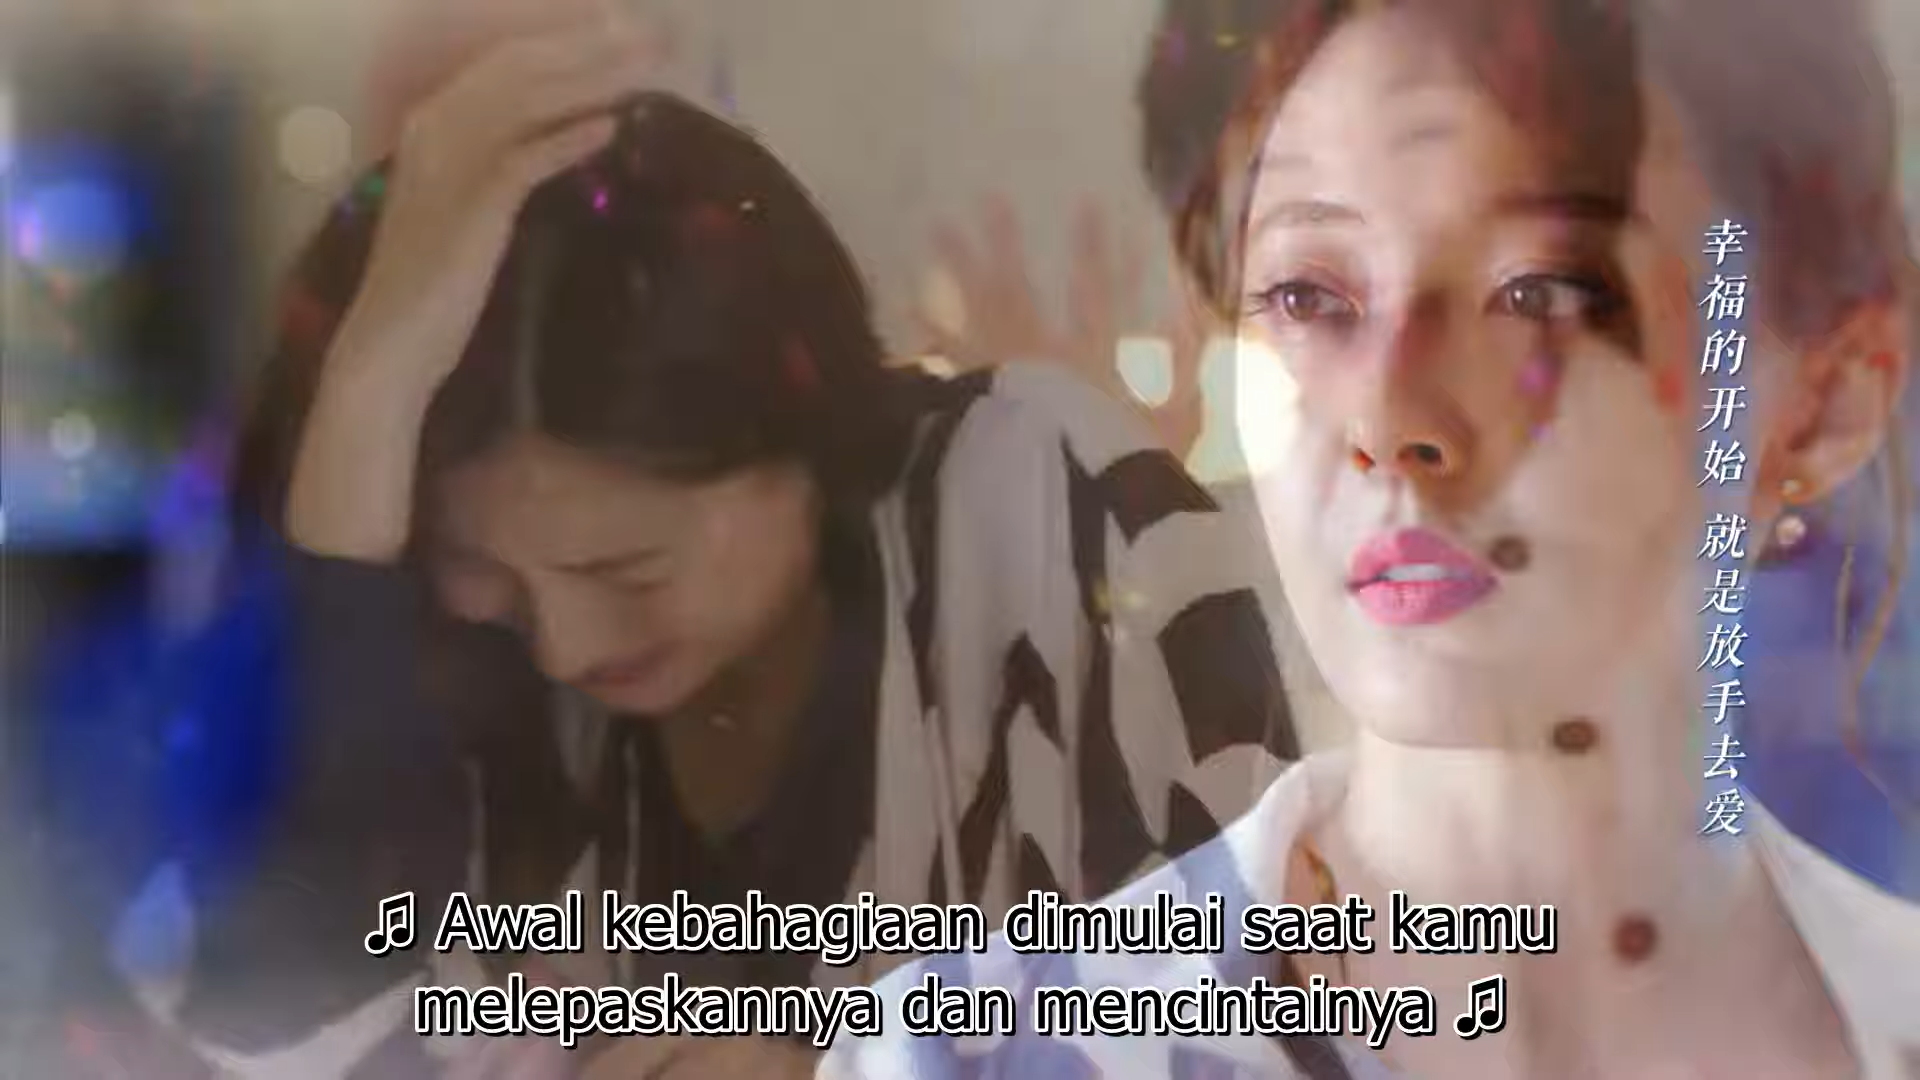 幸福的开始 就是放手去爱
♫ Awal kebahagiaan dimulai saat kamu
melepaskannya dan mencintainya ♫